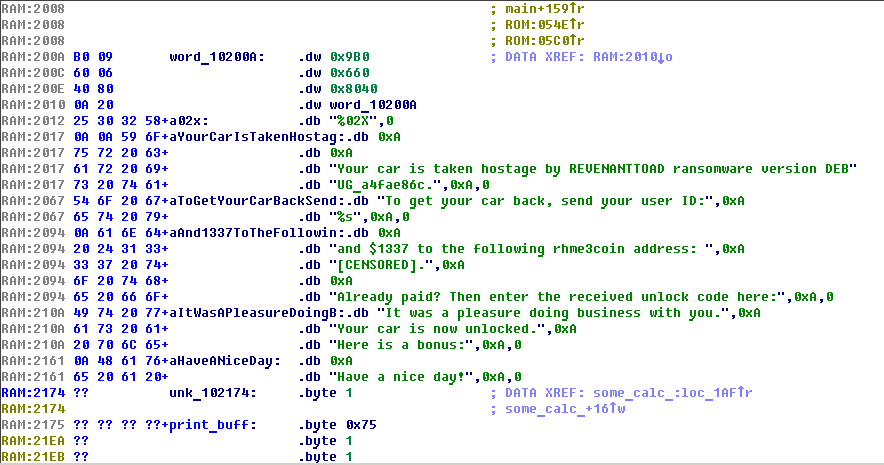 RAM:2008 ; main+159↑r
RAM:2008 ; ROM:054E↑r
RAM:2008 ; ROM:05C0↑r
RAM:200A B0 09 word_10200A: .dw 0x9B0 ; DATA XREF: RAM:2010↓o
RAM:200C 60 06 .dw 0x660
RAM:200E 40 80 .dw 0x8040
RAM:2010 0A 20 .dw word_10200A
RAM:2012 25 30 32 58+a02x: .db "%02X",0
RAM:2017 0A 0A 59 6F+aYourCarIsTakenHostag:.db 0xA
RAM:2017 75 72 20 63+ .db 0xA
RAM:2017 61 72 20 69+ .db "Your car is taken hostage by REVENANTTOAD ransomware version DEB"
RAM:2017 73 20 74 61+ .db "UG_a4fae86c.",0xA,0
RAM:2067 54 6F 20 67+aToGetYourCarBackSend:.db "To get your car back, send your user ID:",0xA
RAM:2067 65 74 20 79+ .db "%s",0xA,0
RAM:2094 0A 61 6E 64+aAnd1337ToTheFollowin:.db 0xA
RAM:2094 20 24 31 33+ .db "and $1337 to the following rhme3coin address: ",0xA
RAM:2094 33 37 20 74+ .db "[CENSORED].",0xA
RAM:2094 6F 20 74 68+ .db 0xA
RAM:2094 65 20 66 6F+ .db "Already paid? Then enter the received unlock code here:",0xA,0
RAM:210A 49 74 20 77+aItWasAPleasureDoingB:.db "It was a pleasure doing business with you.",0xA
RAM:210A 61 73 20 61+ .db "Your car is now unlocked.",0xA
RAM:210A 20 70 6C 65+ .db "Here is a bonus:",0xA,0
RAM:2161 0A 48 61 76+aHaveANiceDay: .db 0xA
RAM:2161 65 20 61 20+ .db "Have a nice day!",0xA,0
RAM:2174 ?? unk_102174: .byte 1 ; DATA XREF: some_calc_:loc_1AF↑r
RAM:2174 ; some_calc_+16↑w
RAM:2175 ?? ?? ?? ??+print_buff: .byte 0x75
RAM:21EA ?? .byte 1
RAM:21EB ?? .byte 1